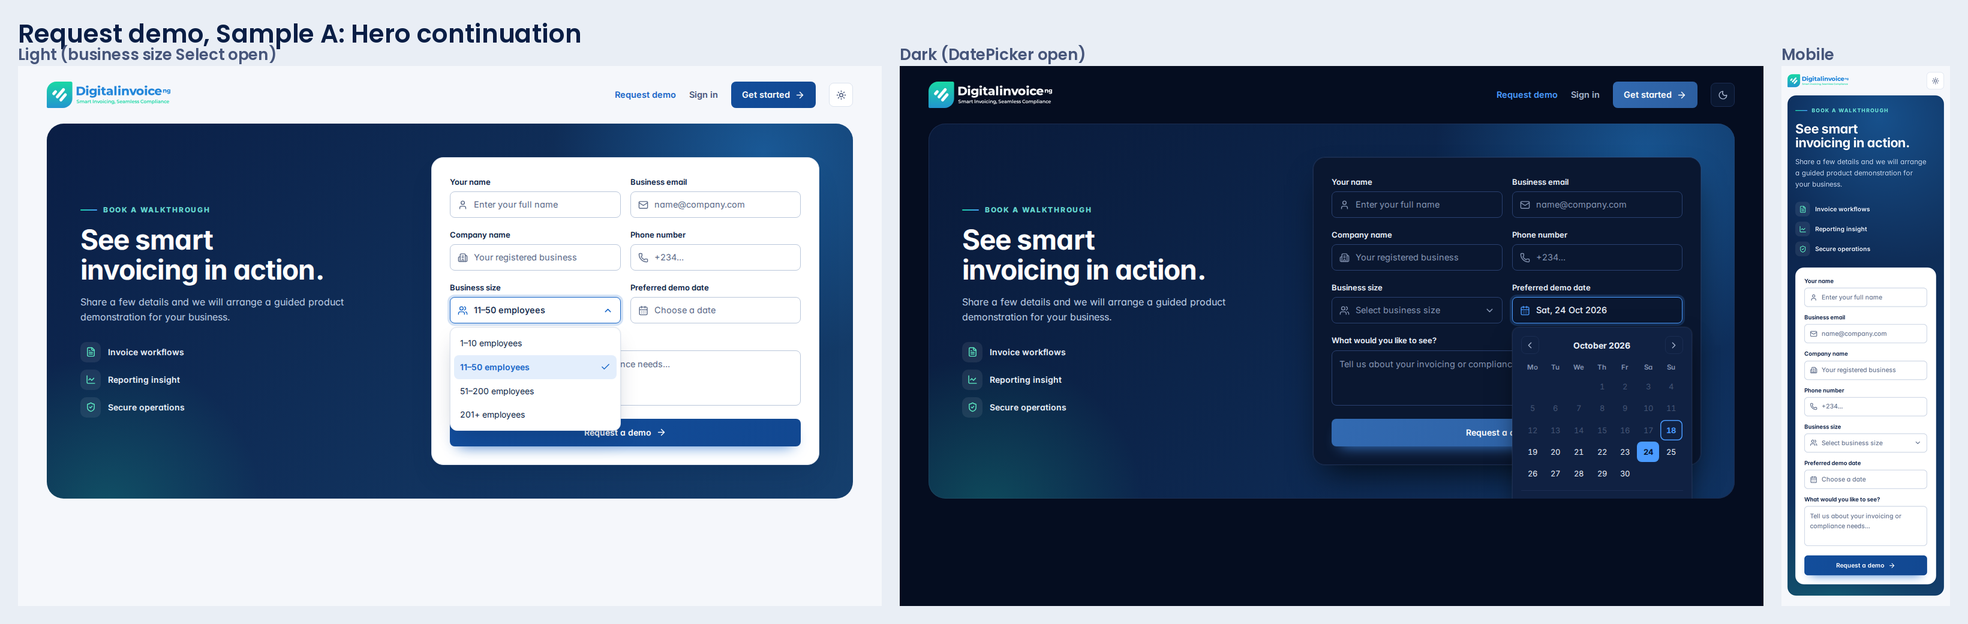 Request demo, Sample A: Hero continuation
Light (business size Select open)
Digitalinvoice ng
Smart Invoicing, Seamless Compliance
Request demo
Sign in
Get started
BOOK A WALKTHROUGH
See smart
invoicing in action.
Share a few details and we will arrange a guided product
demonstration for your business.
Invoice workflows
Reporting insight
Secure operations
Your name
Business email
Enter your full name
name@company.com
Company name
Phone number
Your registered business
+234...
Business size
Preferred demo date
11–50 employees
Choose a date
1–10 employees
11–50 employees
51–200 employees
201+ employees
nce needs...
Request a demo
Dark (DatePicker open)
Digitalinvoice ng
Smart Invoicing, Seamless Compliance
Request demo
Sign in
Get started
BOOK A WALKTHROUGH
See smart
invoicing in action.
Share a few details and we will arrange a guided product
demonstration for your business.
Invoice workflows
Reporting insight
Secure operations
Your name
Business email
Enter your full name
name@company.com
Company name
Phone number
Your registered business
+234...
Business size
Preferred demo date
Select business size
Sat, 24 Oct 2026
What would you like to see?
Tell us about your invoicing or complianc
Request a d
October 2026
Mo Tu We Th Fr Sa Su
1 2 3 4
5 6 7 8 9 10 11
12 13 14 15 16 17 18
19 20 21 22 23 24 25
26 27 28 29 30
Mobile
Digitalinvoice
BOOK A WALKTHROUGH
See smart
invoicing in action.
Share a few details and we will arrange
a guided product demonstration for
your business.
Invoice workflows
Reporting insight
Secure operations
Your name
Enter your full name
Business email
name@company.com
Company name
Your registered business
Phone number
+234...
Business size
Select business size
Preferred demo date
Choose a date
What would you like to see?
Tell us about your invoicing or
compliance needs...
Request a demo